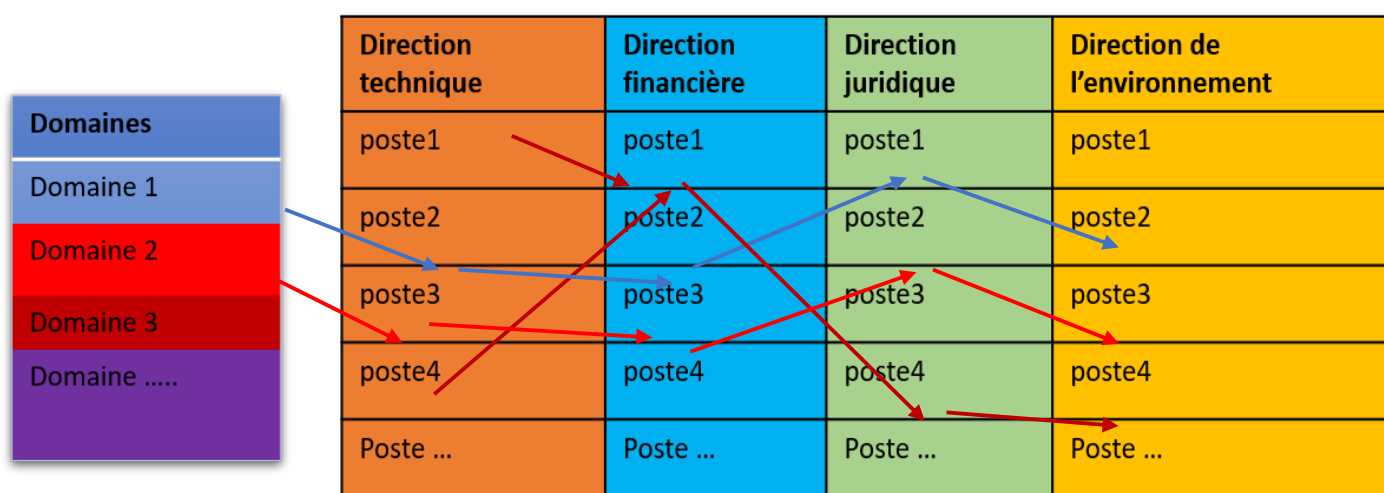 Domaines
Domaine 1
Domaine 2
Domaine 3
Domaine .....
Direction technique
Direction financière
Direction juridique
Direction de l'environnement
poste1 poste1 poste1 poste1
poste2 poste2 poste2 poste2
poste3 poste3 poste3 poste3
poste4 poste4 poste4 poste4
Poste ... Poste ... Poste ... Poste ...